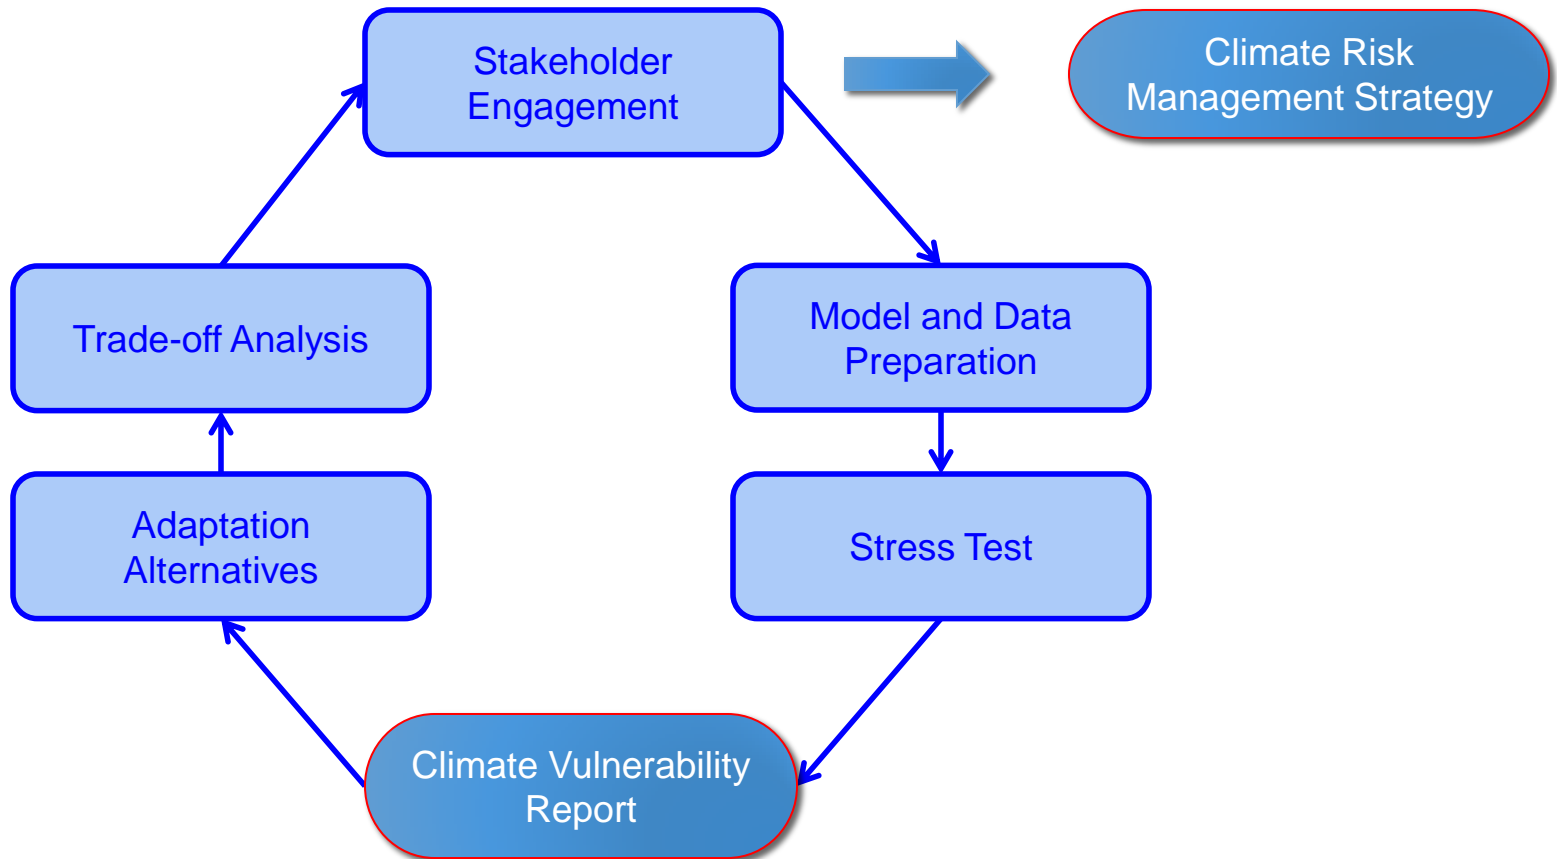 Stakeholder
Engagement
Climate Risk
Management Strategy
Trade-off Analysis
Model and Data
Preparation
Adaptation
Alternatives
Stress Test
Climate Vulnerability
Report